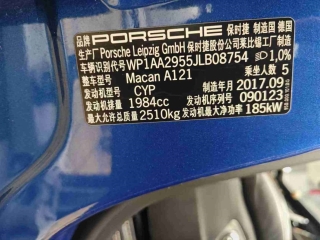 品牌 PORSCHE 保时捷 制造国 德国
生产厂 Porsche Leipzig GmbH 保时捷股份公司莱比锡工厂制造
车辆识别代号 WP1AA2955JLB08754 1,0%
整车型号 Macan A121 乘坐人数 5
发动机型号 CYP 制造年月 2017.09
发动机排量 1984cc 发动机序列号 090123
最大允许总质量 2510kg 发动机最大净功率 185kW